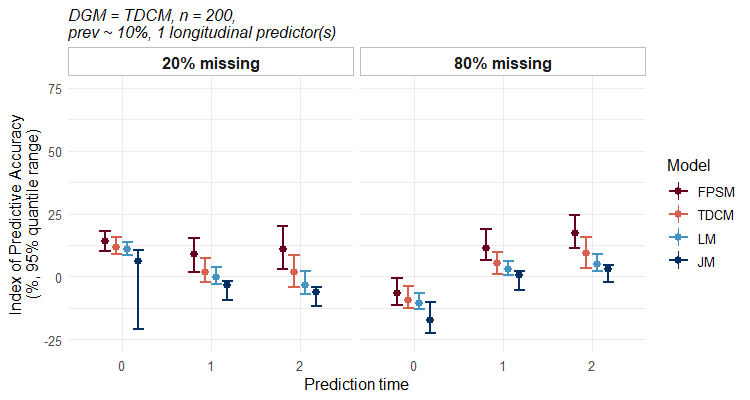 DGM = TDCM, n = 200,
prev ~ 10%, 1 longitudinal predictor(s)
20% missing
80% missing
Index of Predictive Accuracy
(%, 95% quantile range)
75
50
25
0
-25
0
1
2
0
1
2
Prediction time
Model
FPSM
TDCM
LM
JM